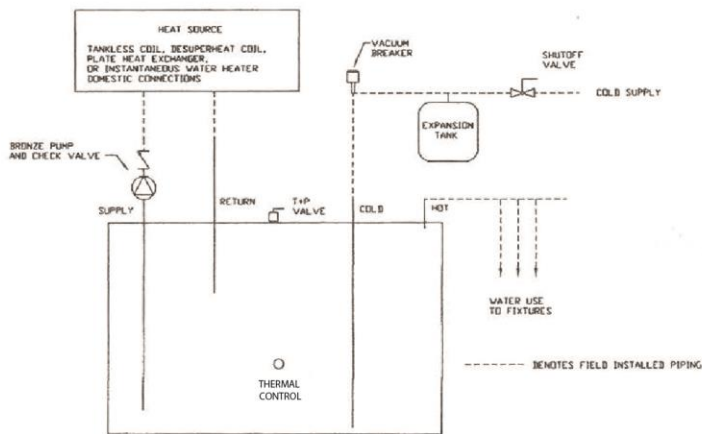 HEAT SOURCE
TANKLESS COIL, DESUPERHEAT COIL,
PLATE HEAT EXCHANGER,
OR INSTANTANEOUS WATER HEATER
DOMESTIC CONNECTIONS
VACUUM
BREAKER
SHUTOFF
VALVE
COLD SUPPLY
EXPANSION
TANK
BRONZE PUMP
AND CHECK VALVE
SUPPLY
RETURN
T+P
VALVE
COLD
HOT
WATER USE
TO FIXTURES
THERMAL
CONTROL
DENOTES FIELD INSTALLED PIPING